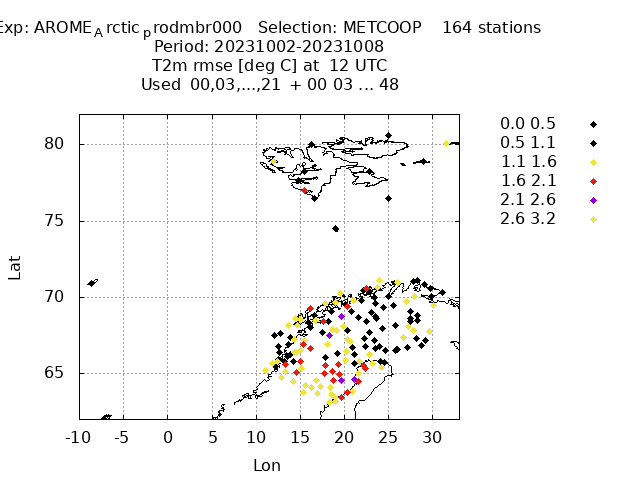 Exp: AROME_A rctic_p rodmbr000 Selection: METCOOP 164 stations
Period: 20231002-20231008
T2m rmse [deg C] at 12 UTC
Used 00,03,...,21 + 00 03 ... 48
0.0 0.5
0.5 1.1
1.1 1.6
1.6 2.1
2.1 2.6
2.6 3.2
80
75
70
65
Lat
-10 -5 0 5 10 15 20 25 30
Lon